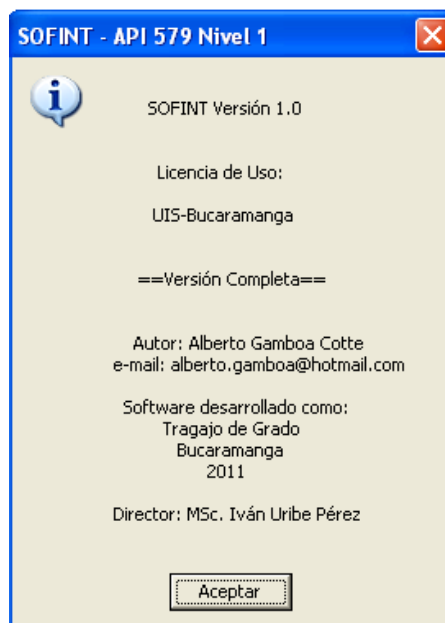 SOFINT - API 579 Nivel 1
SOFINT Versión 1.0
Licencia de Uso:
UIS-Bucaramanga
==Versión Completa==
Autor: Alberto Gamboa Cotte
e-mail: alberto.gamboa@hotmail.com
Software desarrollado como:
Tragajo de Grado
Bucaramanga
2011
Director: MSc. Iván Uribe Pérez
Aceptar